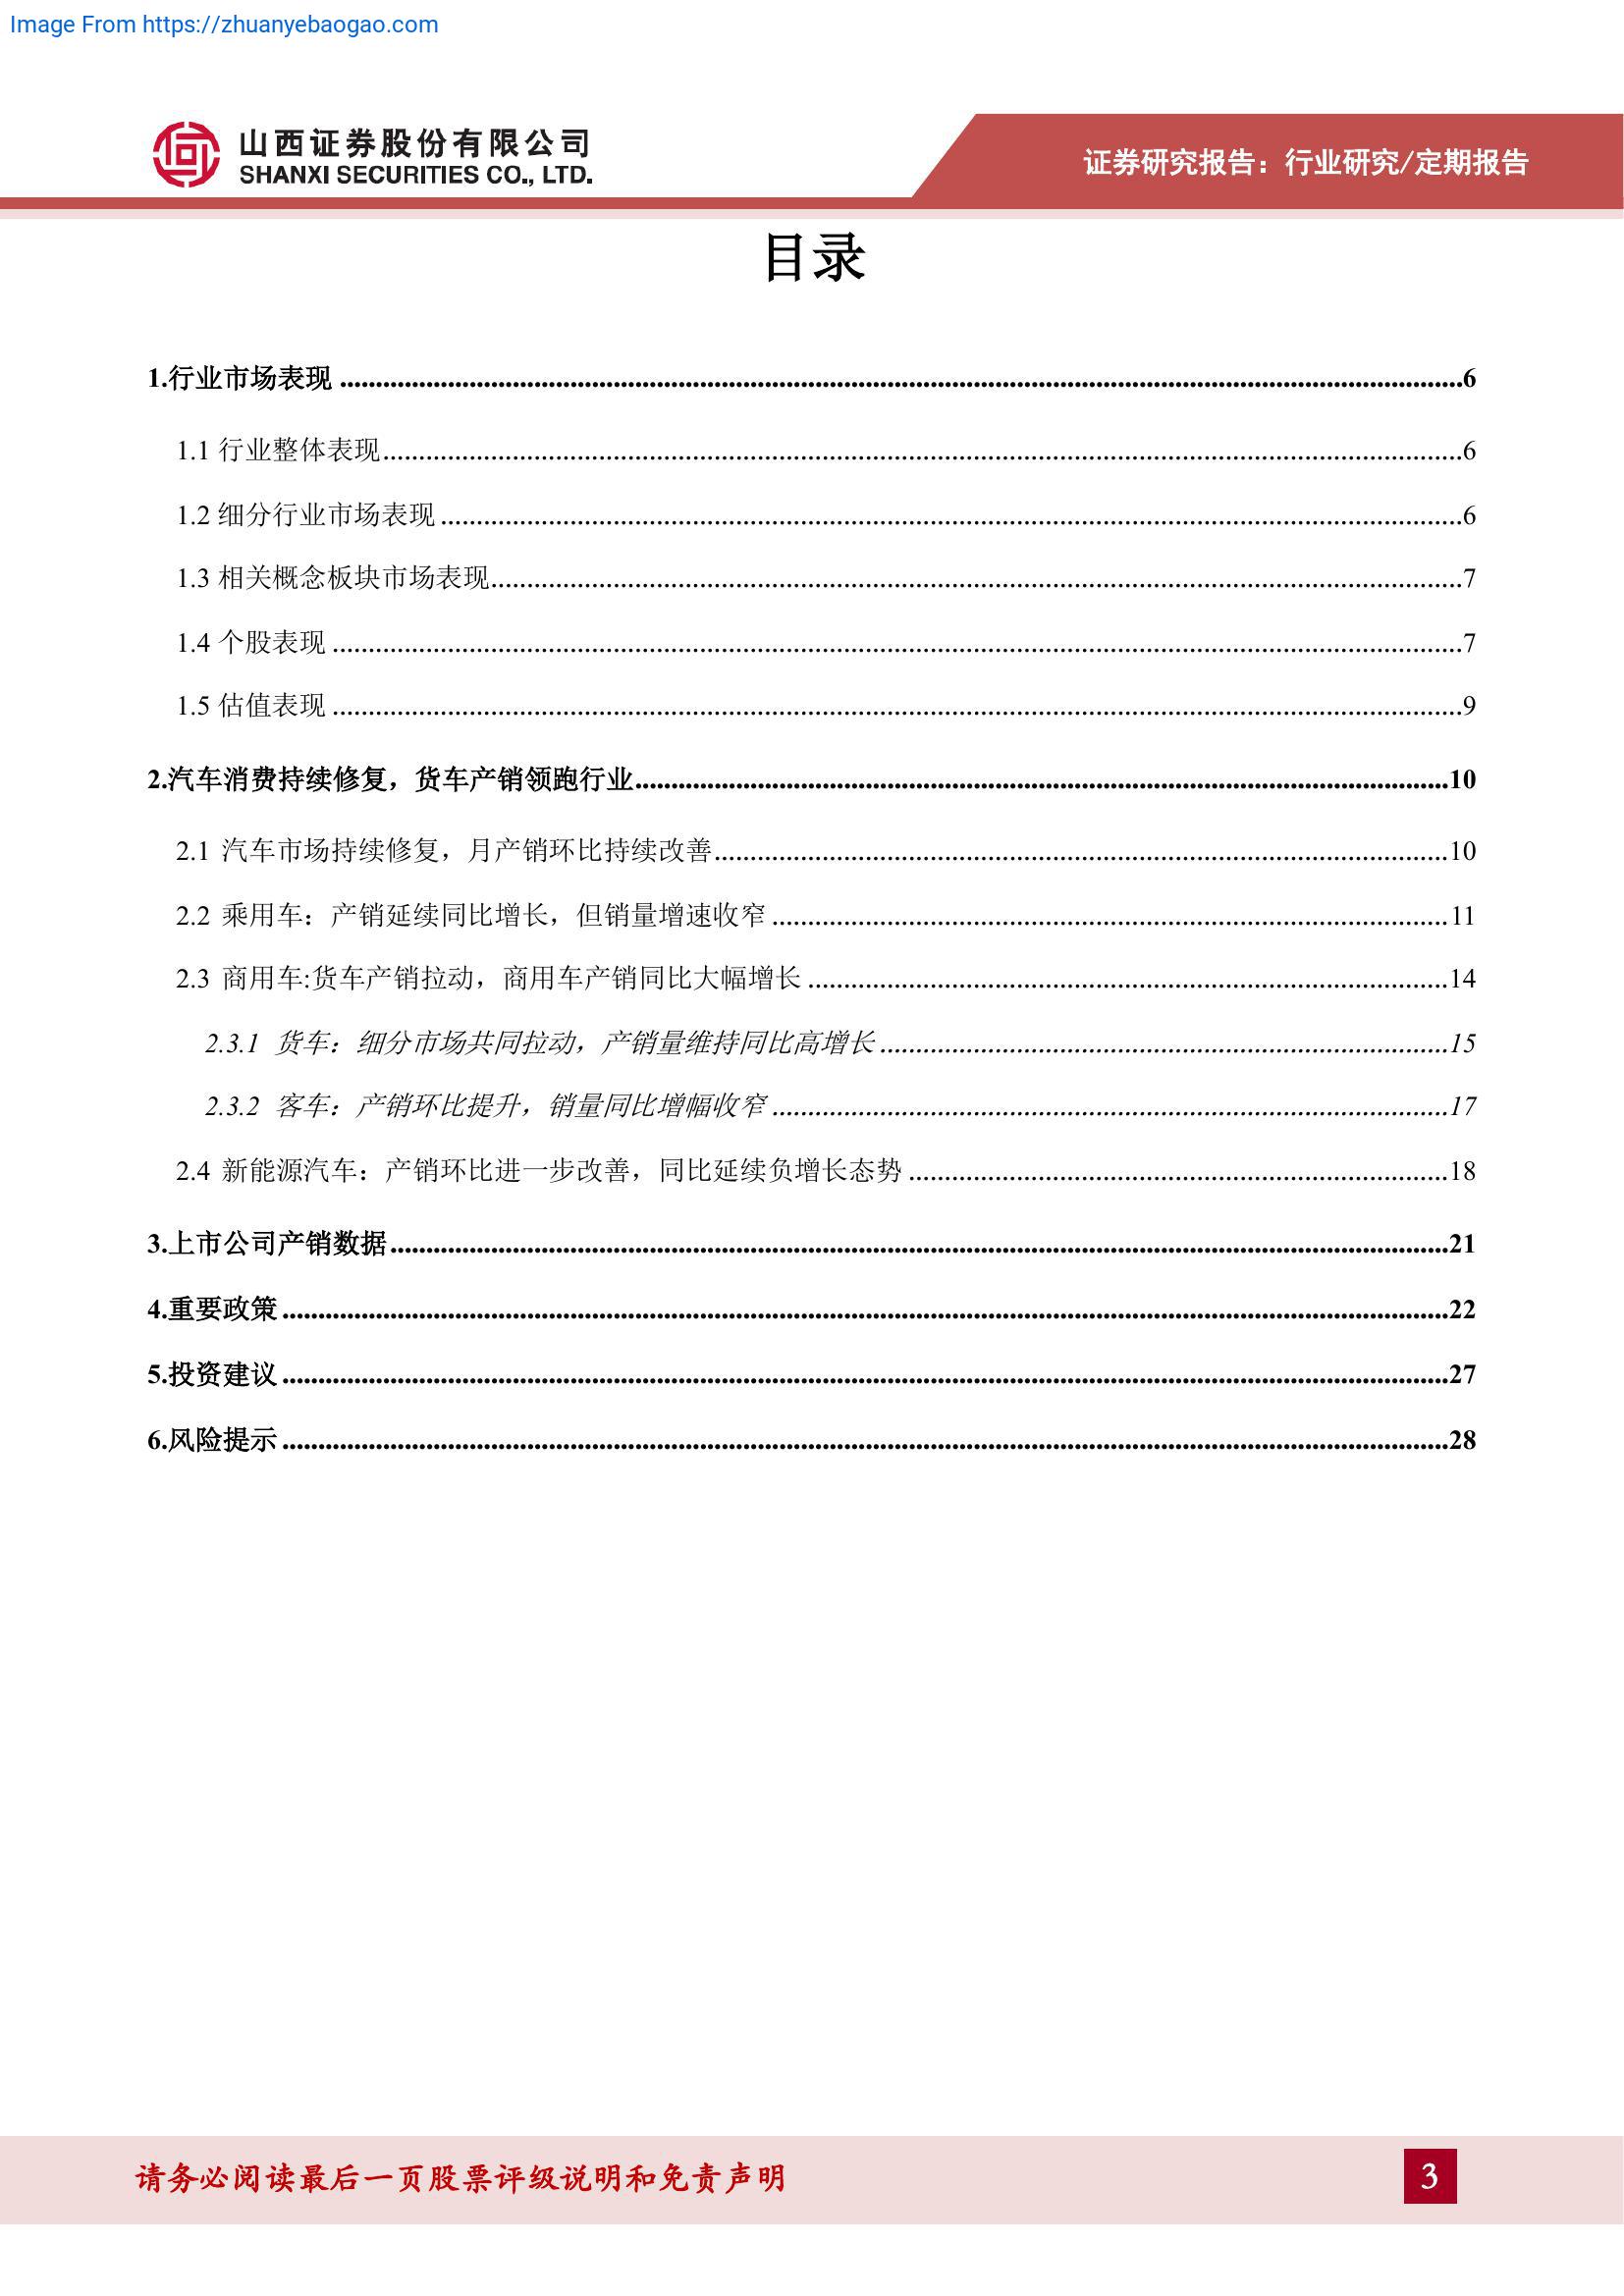 Image From https://zhuanyebaogao.com
山西证券股份有限公司
SHANXI SECURITIES CO., LTD.
证券研究报告：行业研究/定期报告
目录
1.行业市场表现 ........ 6
1.1 行业整体表现 ........ 6
1.2 细分行业市场表现 ........ 6
1.3 相关概念板块市场表现 ........ 7
1.4 个股表现 ........ 7
1.5 估值表现 ........ 9
2.汽车消费持续修复，货车产销领跑行业 ........ 10
2.1 汽车市场持续修复，月产销环比持续改善 ........ 10
2.2 乘用车：产销延续同比增长，但销量增速收窄 ........ 11
2.3 商用车:货车产销拉动，商用车产销同比大幅增长 ........ 14
2.3.1 货车：细分市场共同拉动，产销量维持同比高增长 ........ 15
2.3.2 客车：产销环比提升，销量同比增幅收窄 ........ 17
2.4 新能源汽车：产销环比进一步改善，同比延续负增长态势 ........ 18
3.上市公司产销数据 ........ 21
4.重要政策 ........ 22
5.投资建议 ........ 27
6.风险提示 ........ 28
请务必阅读最后一页股票评级说明和免责声明
3